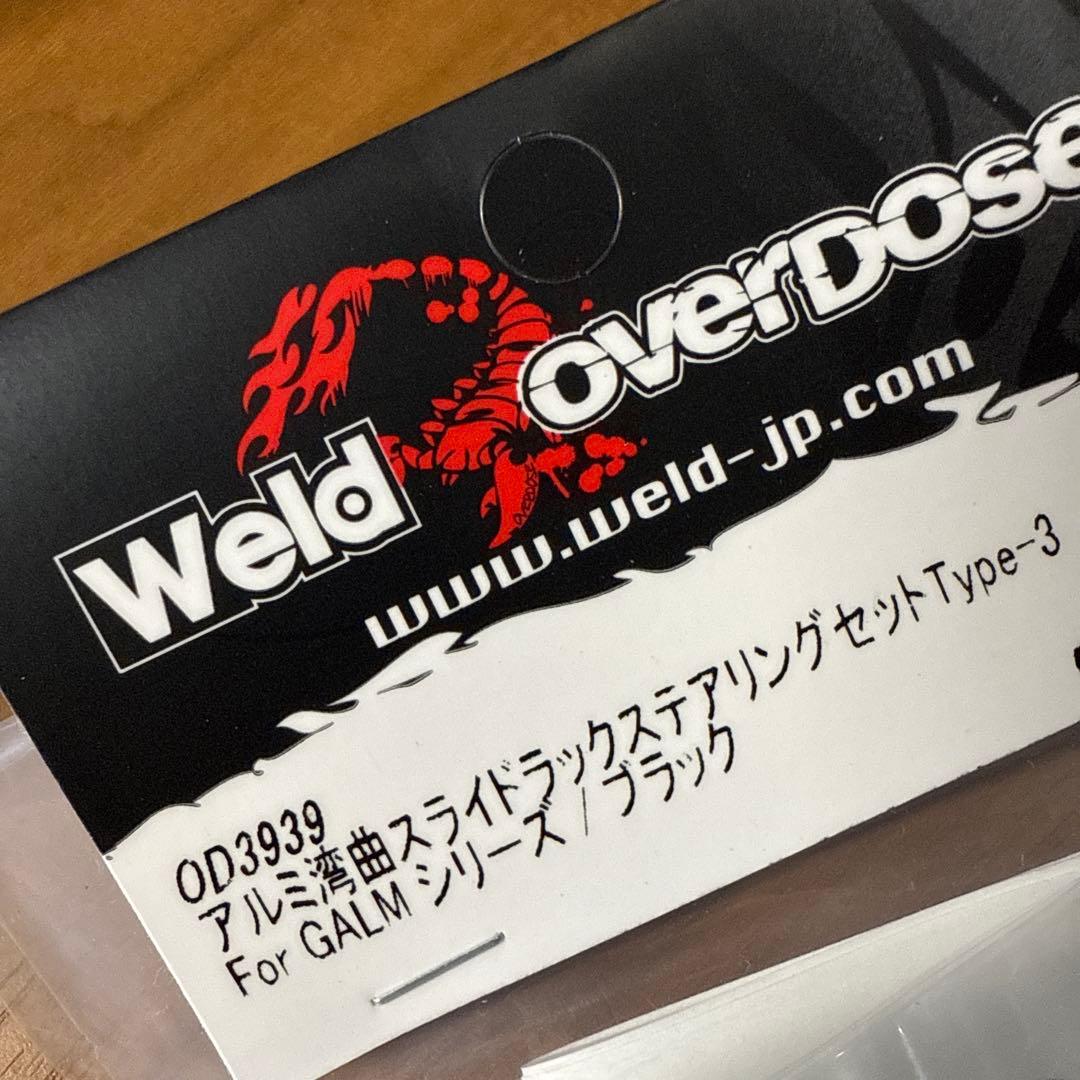 Weld overDose
www.weld-jp.com
OVERDOSE
OD3939
アルミ湾曲スライドラックステアリングセットType-3
For GALM シリーズ / ブラック